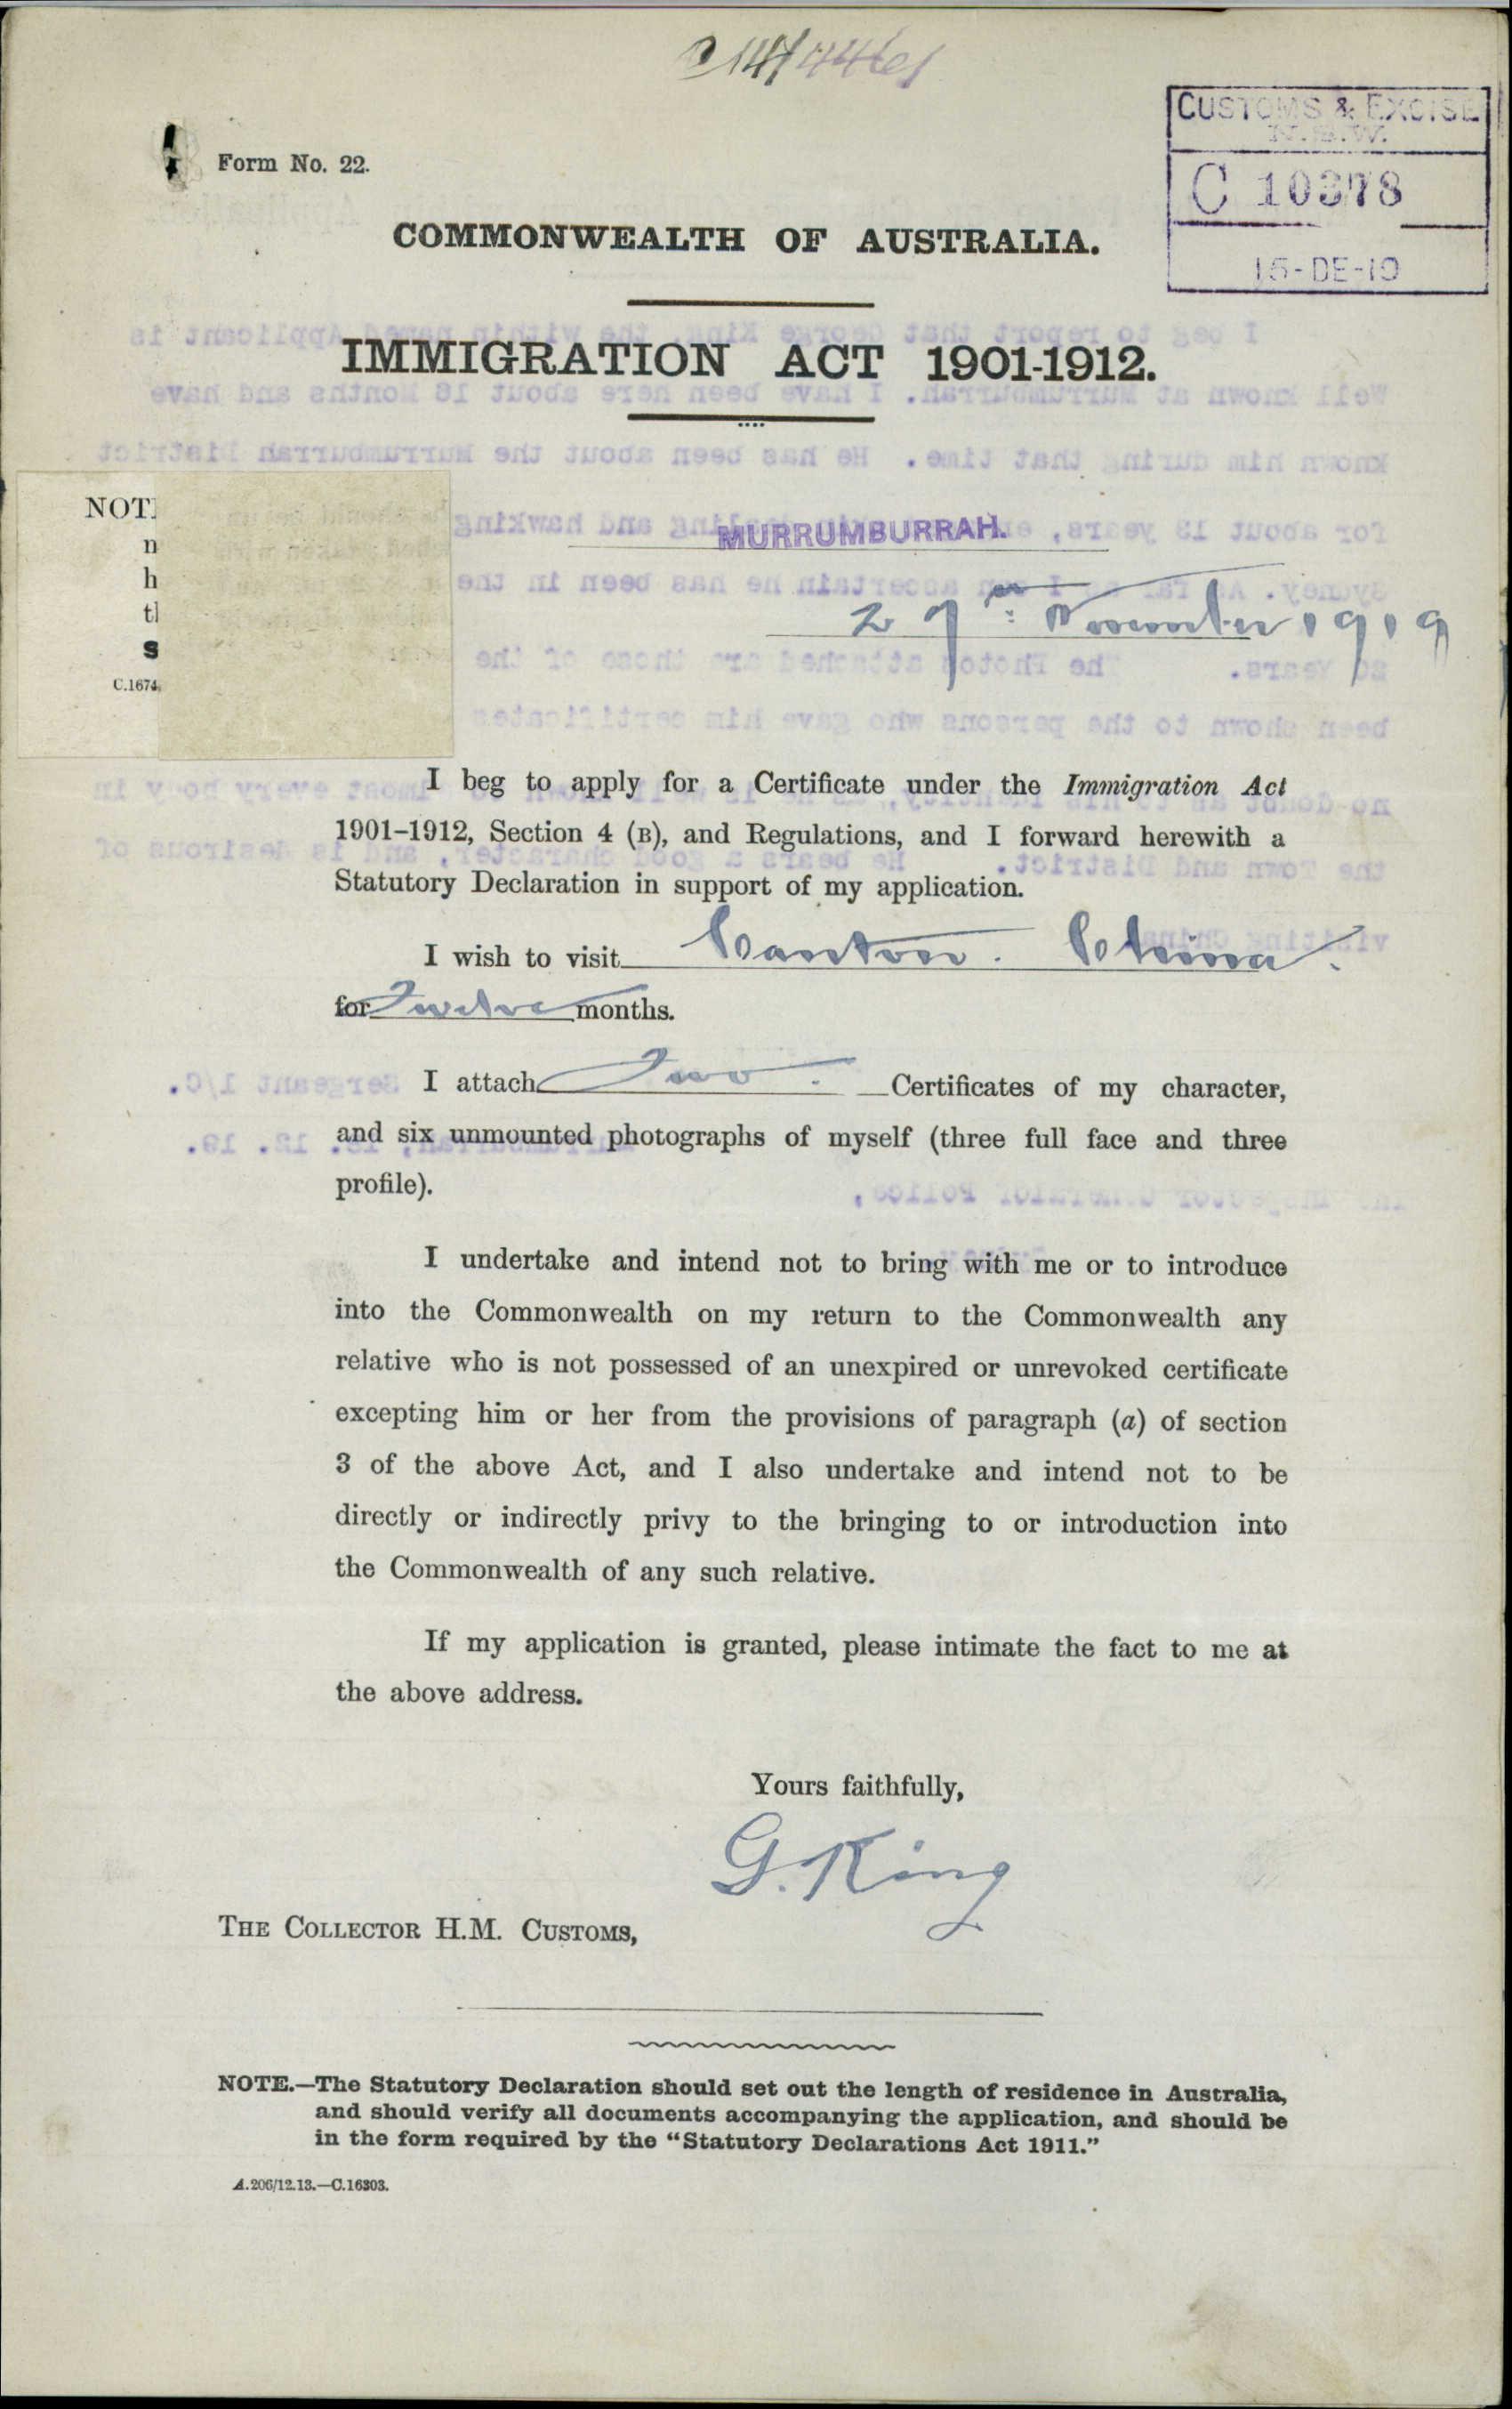 Form No. 22.
CUSTOMS & EXCISE
N.S.W.
C 10378
15-DE-19
COMMONWEALTH OF AUSTRALIA.
IMMIGRATION ACT 1901-1912.
MURRUMBURRAH.
27th November 1919
C.1674
I beg to apply for a Certificate under the Immigration Act
1901–1912, Section 4 (B), and Regulations, and I forward herewith a
Statutory Declaration in support of my application.
I wish to visit Canton. China.
for Twelve months.
I attach Two. Certificates of my character,
and six unmounted photographs of myself (three full face and three
profile).
I undertake and intend not to bring with me or to introduce
into the Commonwealth on my return to the Commonwealth any
relative who is not possessed of an unexpired or unrevoked certificate
excepting him or her from the provisions of paragraph (a) of section
3 of the above Act, and I also undertake and intend not to be
directly or indirectly privy to the bringing to or introduction into
the Commonwealth of any such relative.
If my application is granted, please intimate the fact to me at
the above address.
Yours faithfully,
G. King
THE COLLECTOR H.M. CUSTOMS,
NOTE.—The Statutory Declaration should set out the length of residence in Australia,
and should verify all documents accompanying the application, and should be
in the form required by the “Statutory Declarations Act 1911.”
A.206/12.13.—C.16303.